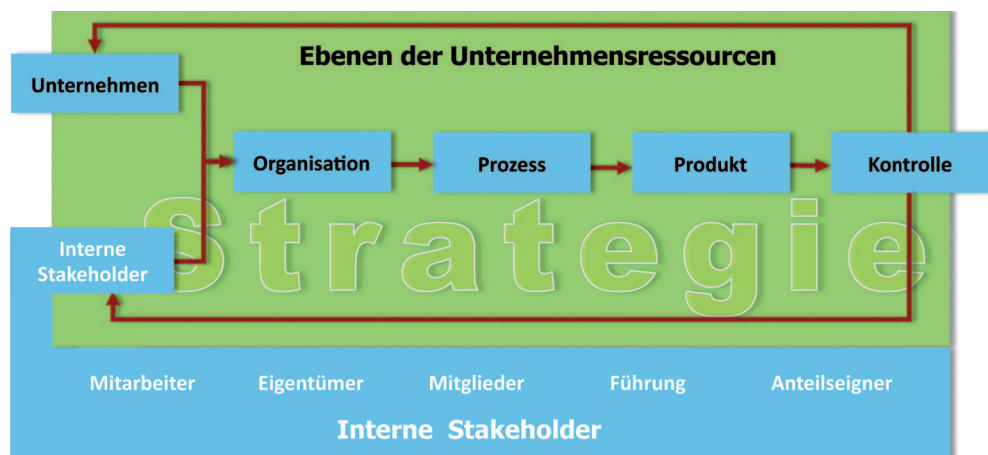 Ebenen der Unternehmensressourcen
Unternehmen
Organisation
Prozess
Produkt
Kontrolle
Strategie
Interne
Stakeholder
Mitarbeiter
Eigentümer
Mitglieder
Führung
Anteilseigner
Interne Stakeholder